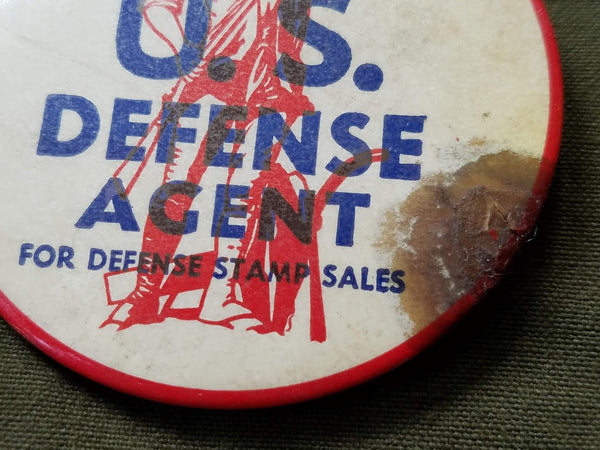 U.S.
DEFENSE
AGENT
FOR DEFENSE STAMP SALES